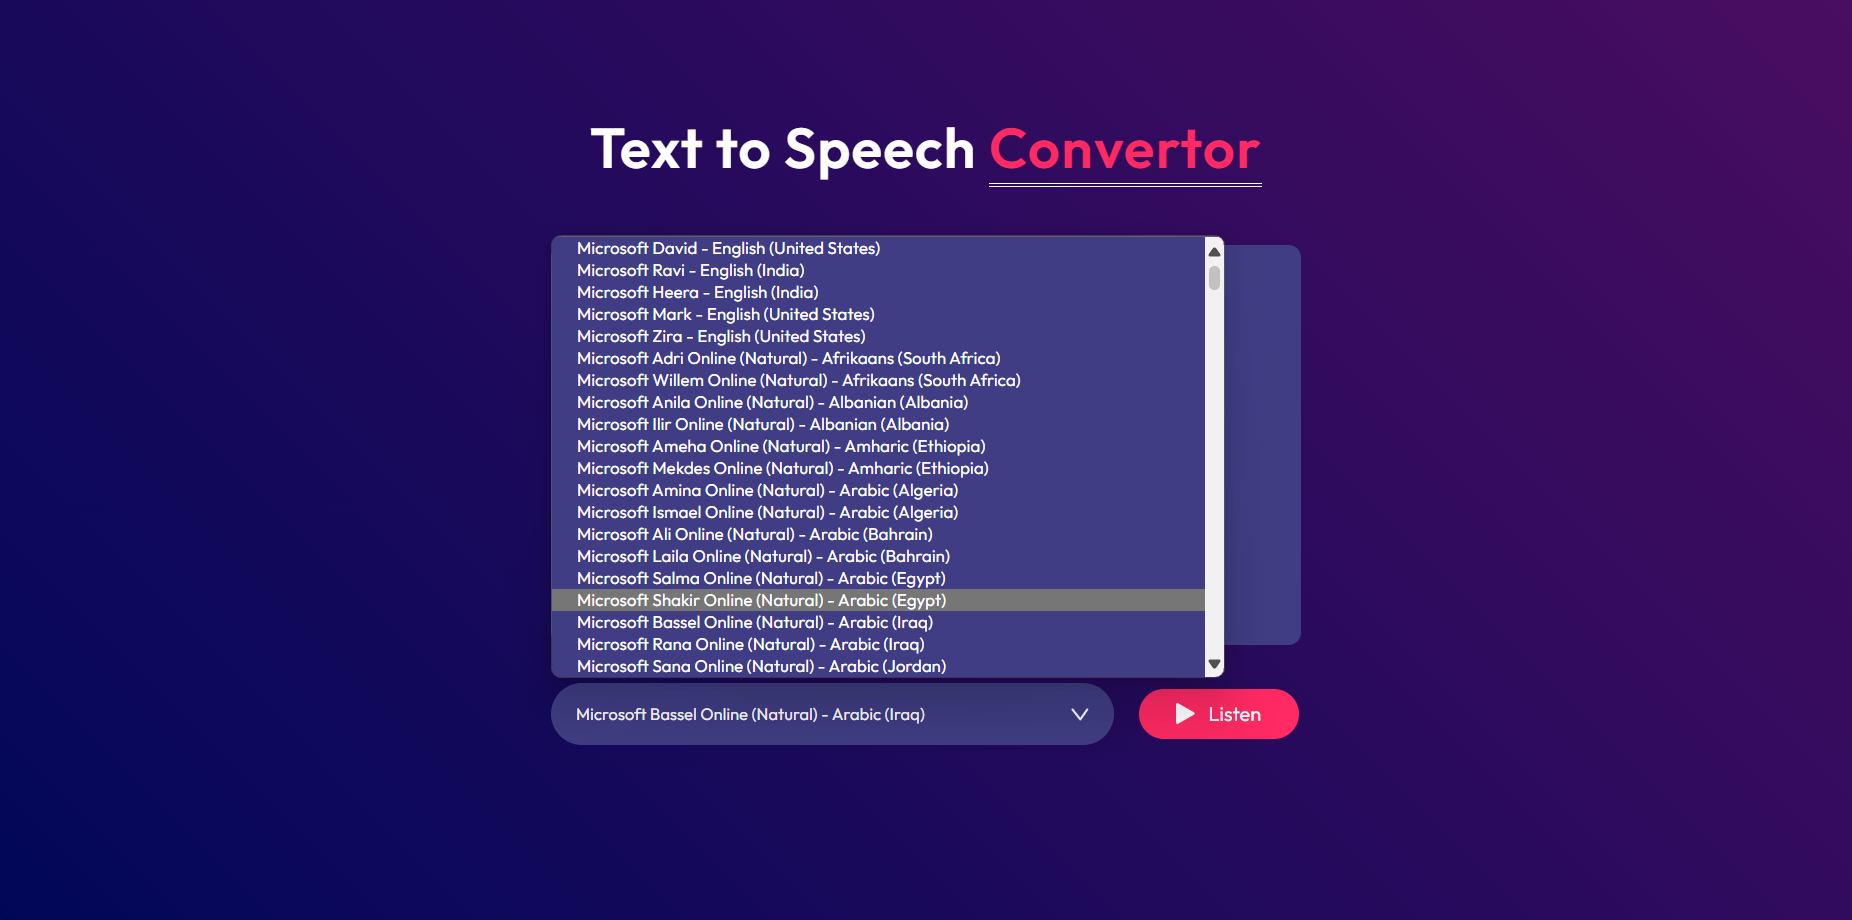 Text to Speech Convertor
Microsoft David - English (United States)
Microsoft Ravi - English (India)
Microsoft Heera - English (India)
Microsoft Mark - English (United States)
Microsoft Zira - English (United States)
Microsoft Adri Online (Natural) - Afrikaans (South Africa)
Microsoft Willem Online (Natural) - Afrikaans (South Africa)
Microsoft Anila Online (Natural) - Albanian (Albania)
Microsoft Ilir Online (Natural) - Albanian (Albania)
Microsoft Ameha Online (Natural) - Amharic (Ethiopia)
Microsoft Mekdes Online (Natural) - Amharic (Ethiopia)
Microsoft Amina Online (Natural) - Arabic (Algeria)
Microsoft Ismael Online (Natural) - Arabic (Algeria)
Microsoft Ali Online (Natural) - Arabic (Bahrain)
Microsoft Laila Online (Natural) - Arabic (Bahrain)
Microsoft Salma Online (Natural) - Arabic (Egypt)
Microsoft Shakir Online (Natural) - Arabic (Egypt)
Microsoft Bassel Online (Natural) - Arabic (Iraq)
Microsoft Rana Online (Natural) - Arabic (Iraq)
Microsoft Sana Online (Natural) - Arabic (Jordan)
Microsoft Bassel Online (Natural) - Arabic (Iraq)
Listen